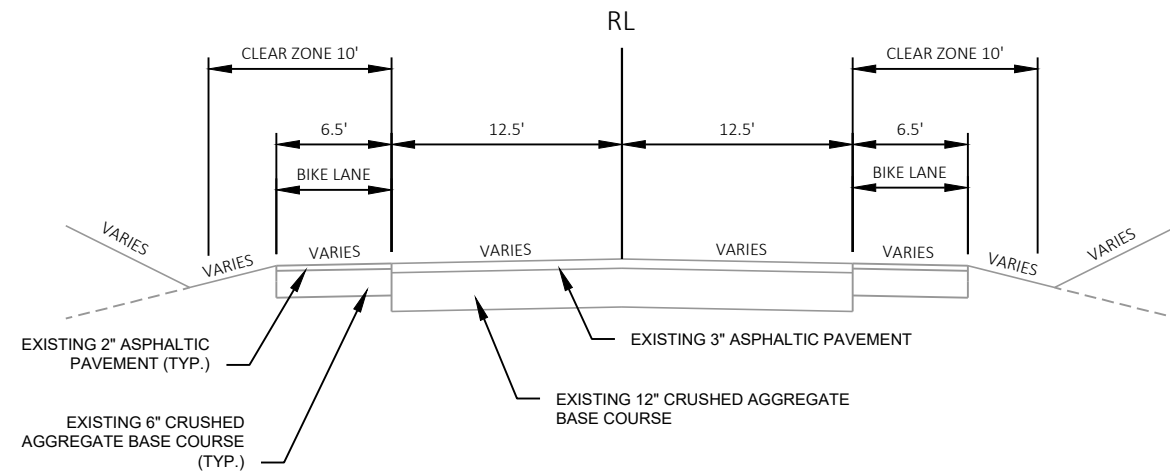 RL
CLEAR ZONE 10'
CLEAR ZONE 10'
6.5'
12.5'
12.5'
6.5'
BIKE LANE
BIKE LANE
VARIES
VARIES
VARIES
VARIES
VARIES
VARIES
VARIES
VARIES
EXISTING 2" ASPHALTIC
PAVEMENT (TYP.)
EXISTING 3" ASPHALTIC PAVEMENT
EXISTING 6" CRUSHED
AGGREGATE BASE COURSE
(TYP.)
EXISTING 12" CRUSHED AGGREGATE
BASE COURSE